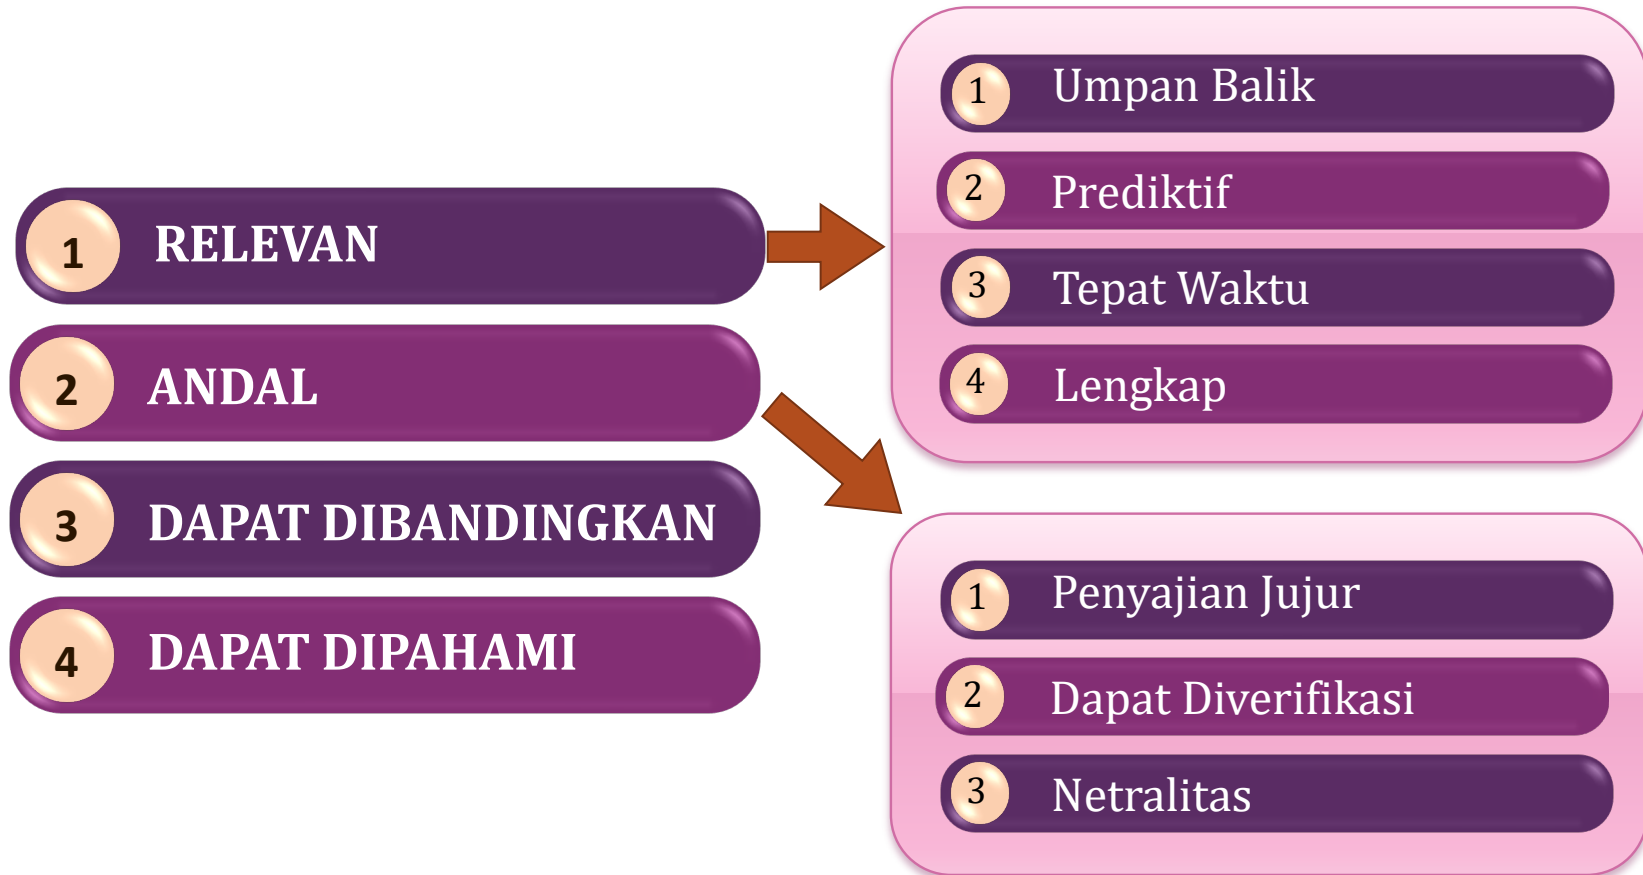 1 RELEVAN
2 ANDAL
3 DAPAT DIBANDINGKAN
4 DAPAT DIPAHAMI
1 Umpan Balik
2 Prediktif
3 Tepat Waktu
4 Lengkap
1 Penyajian Jujur
2 Dapat Diverifikasi
3 Netralitas